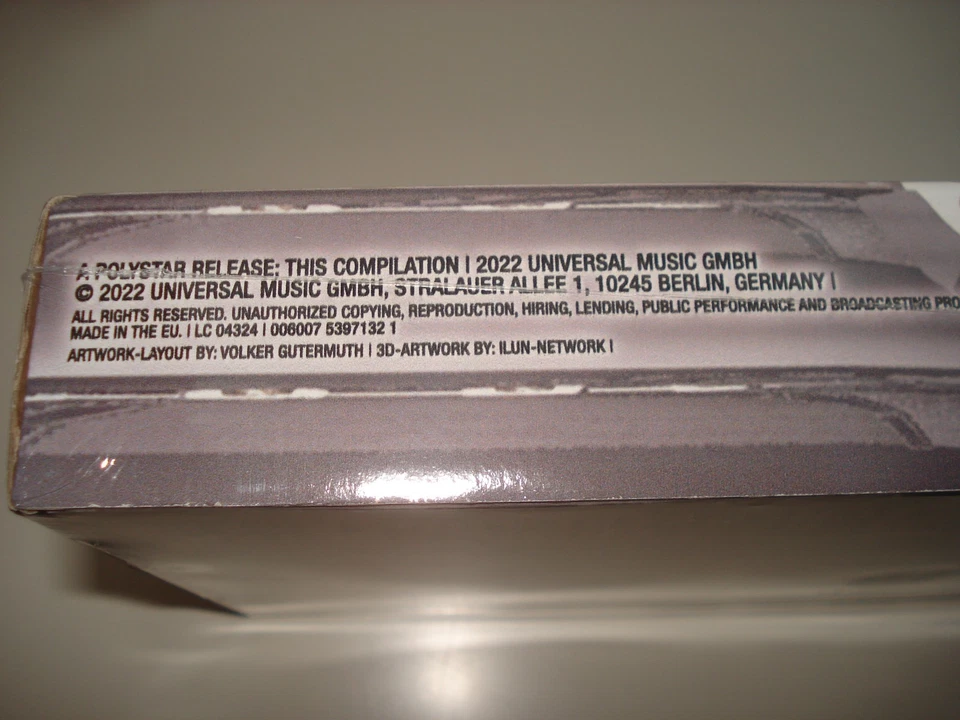 A POLYSTAR RELEASE: THIS COMPILATION | 2022 UNIVERSAL MUSIC GMBH
© 2022 UNIVERSAL MUSIC GMBH, STRALAUER ALLEE 1, 10245 BERLIN, GERMANY |
ALL RIGHTS RESERVED. UNAUTHORIZED COPYING, REPRODUCTION, HIRING, LENDING, PUBLIC PERFORMANCE AND BROADCASTING PRO
MADE IN THE EU. | LC 04324 | 006007 5397132 1
ARTWORK-LAYOUT BY: VOLKER GUTERMUTH | 3D-ARTWORK BY: ILUN-NETWORK |